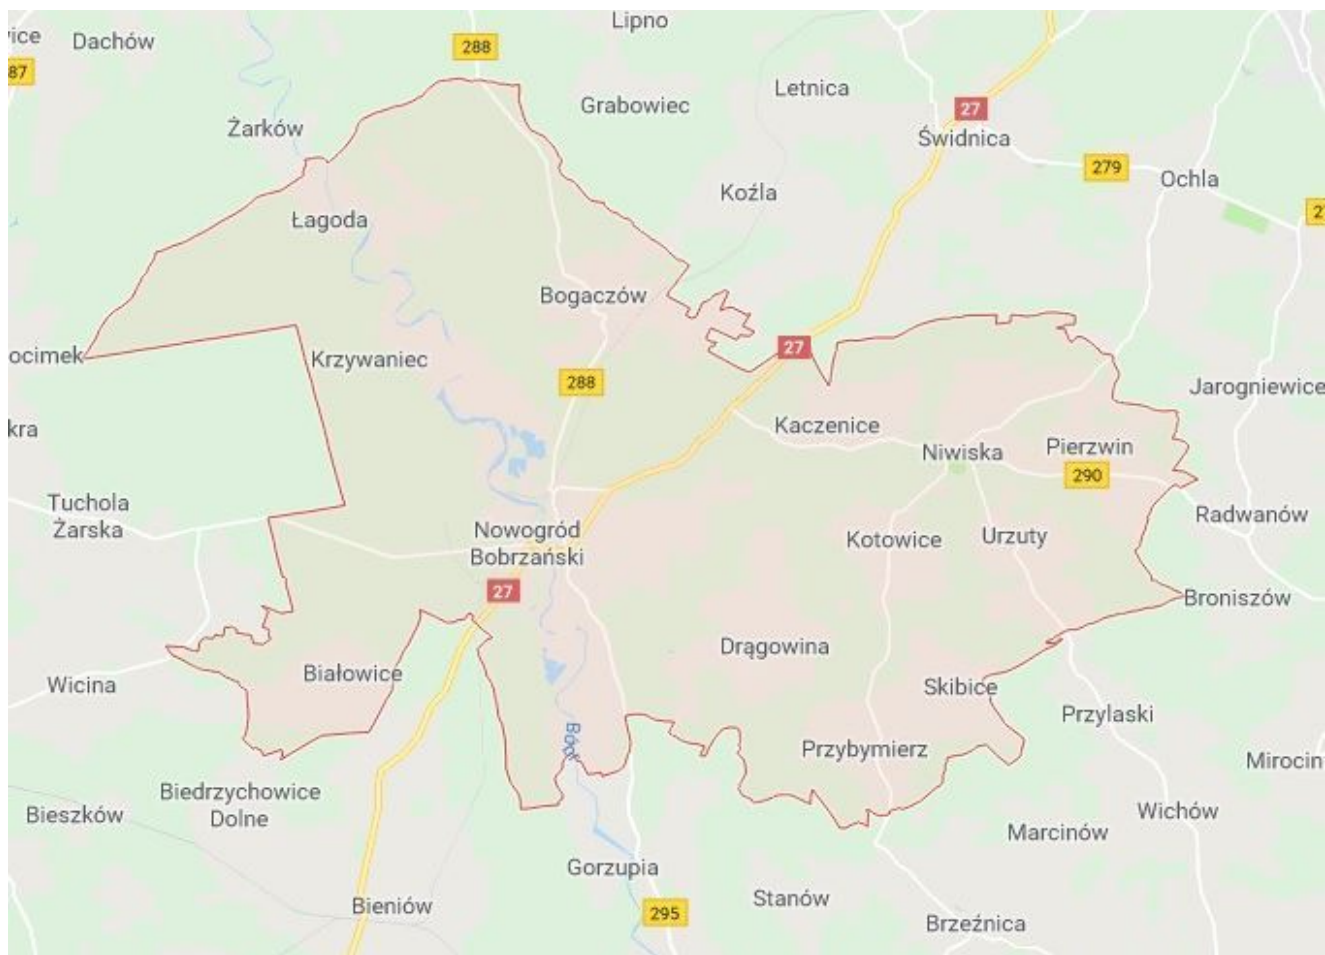 Lipno
ice
Dachów
288
87
Letnica
Grabowiec
27
Żarków
Świdnica
279
Ochla
Koźla
Łagoda
2
Bogaczów
27
ocimek
Krzywaniec
288
Jarogniewice
kra
Kaczenice
Niwiska
Pierzwin
290
Tuchola
Żarska
Radwanów
Nowogród
Bobrzański
Kotowice
Urzuty
27
Broniszów
Drągowina
Białowice
Wicina
Skibice
Przylaski
Bóbr
Przybymierz
Mirocin
Biedrzychowice
Dolne
Bieszków
Wichów
Marcinów
Gorzupia
Stanów
Bieniów
295
Brzeźnica